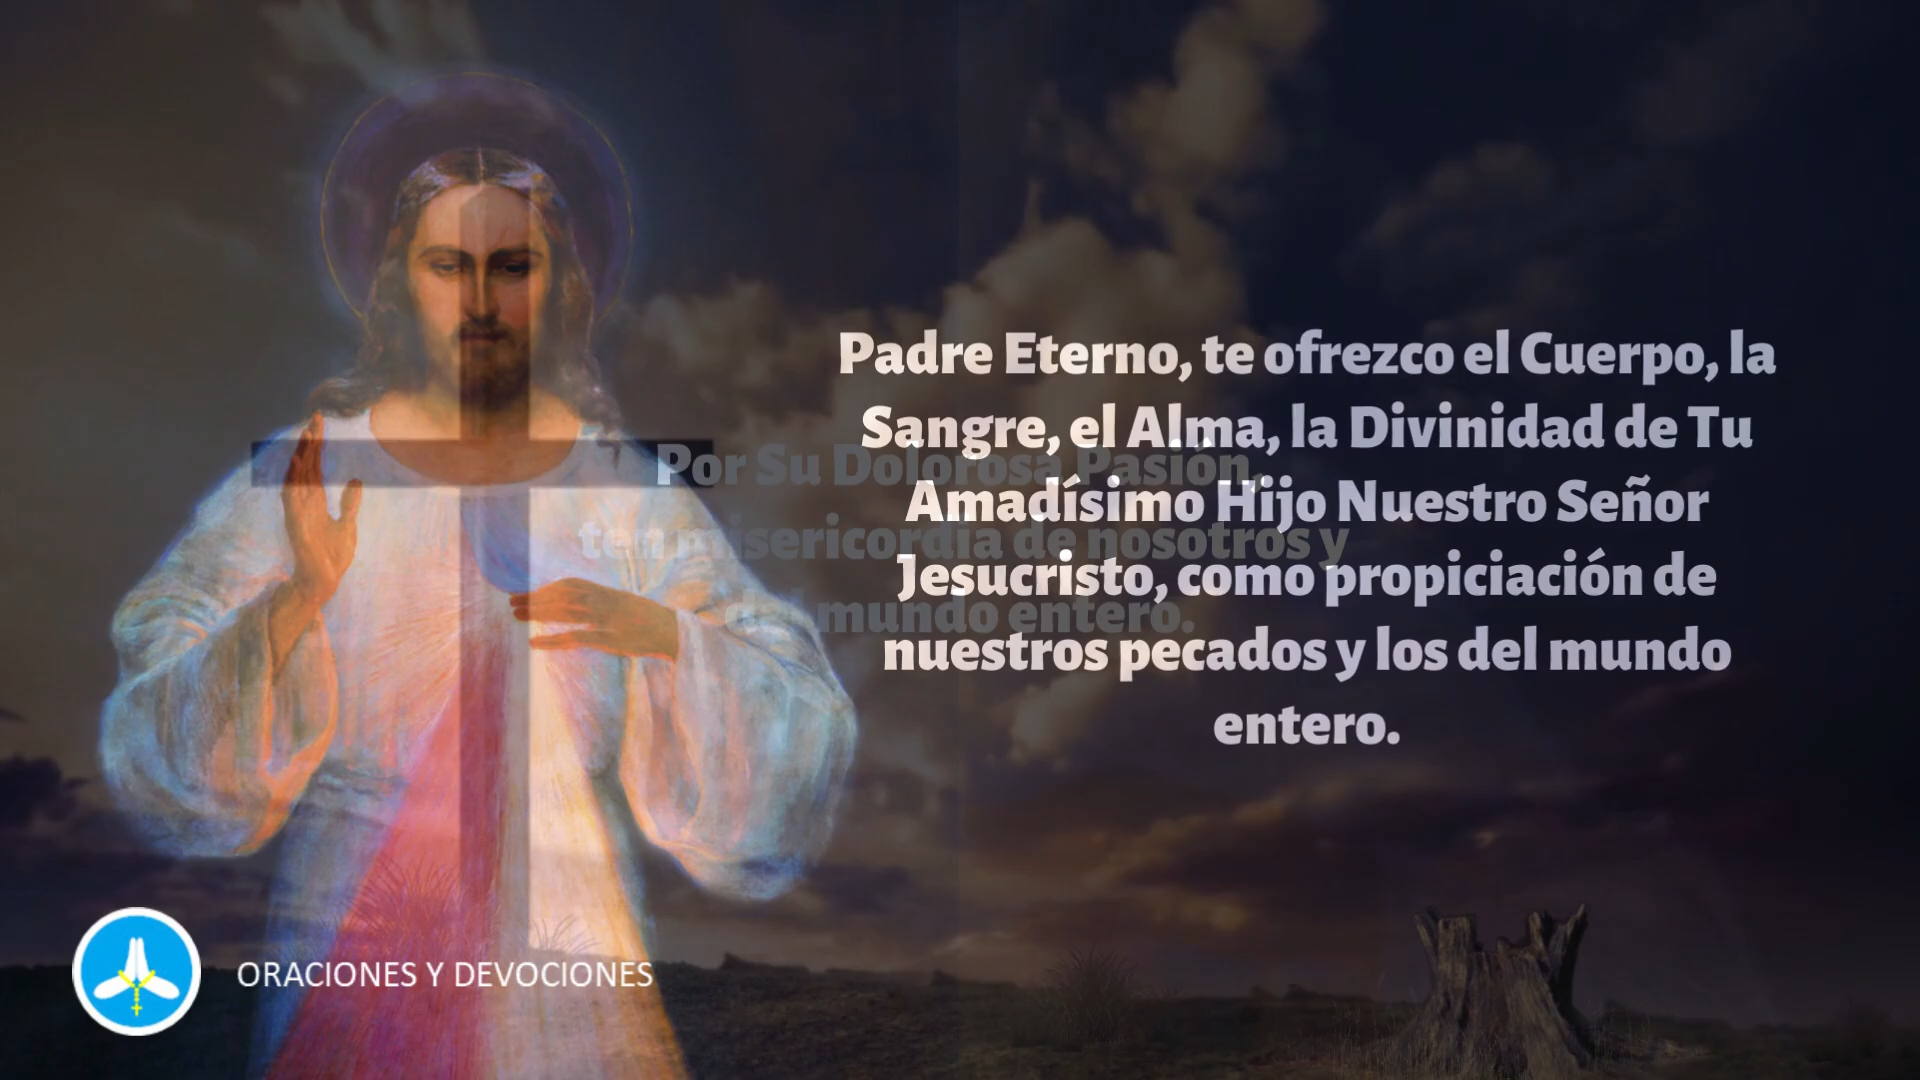 Padre Eterno, te ofrezco el Cuerpo, la
Sangre, el Alma, la Divinidad de Tu
Amadísimo Hijo Nuestro Señor
Jesucristo, como propiciación de
nuestros pecados y los del mundo
entero.
Por Su Dolorosa Pasión,
ten misericordia de nosotros y
del mundo entero.
ORACIONES Y DEVOCIONES